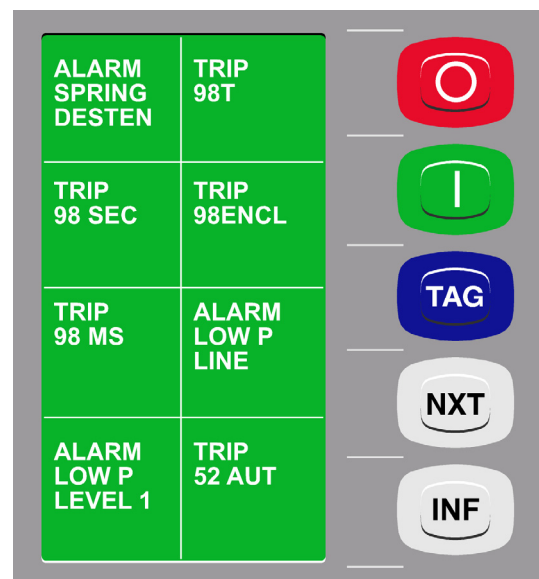 ALARM
SPRING
DESTEN
TRIP
98T
TRIP
98 SEC
TRIP
98ENCL
TRIP
98 MS
ALARM
LOW P
LINE
ALARM
LOW P
LEVEL 1
TRIP
52 AUT
TAG
NXT
INF